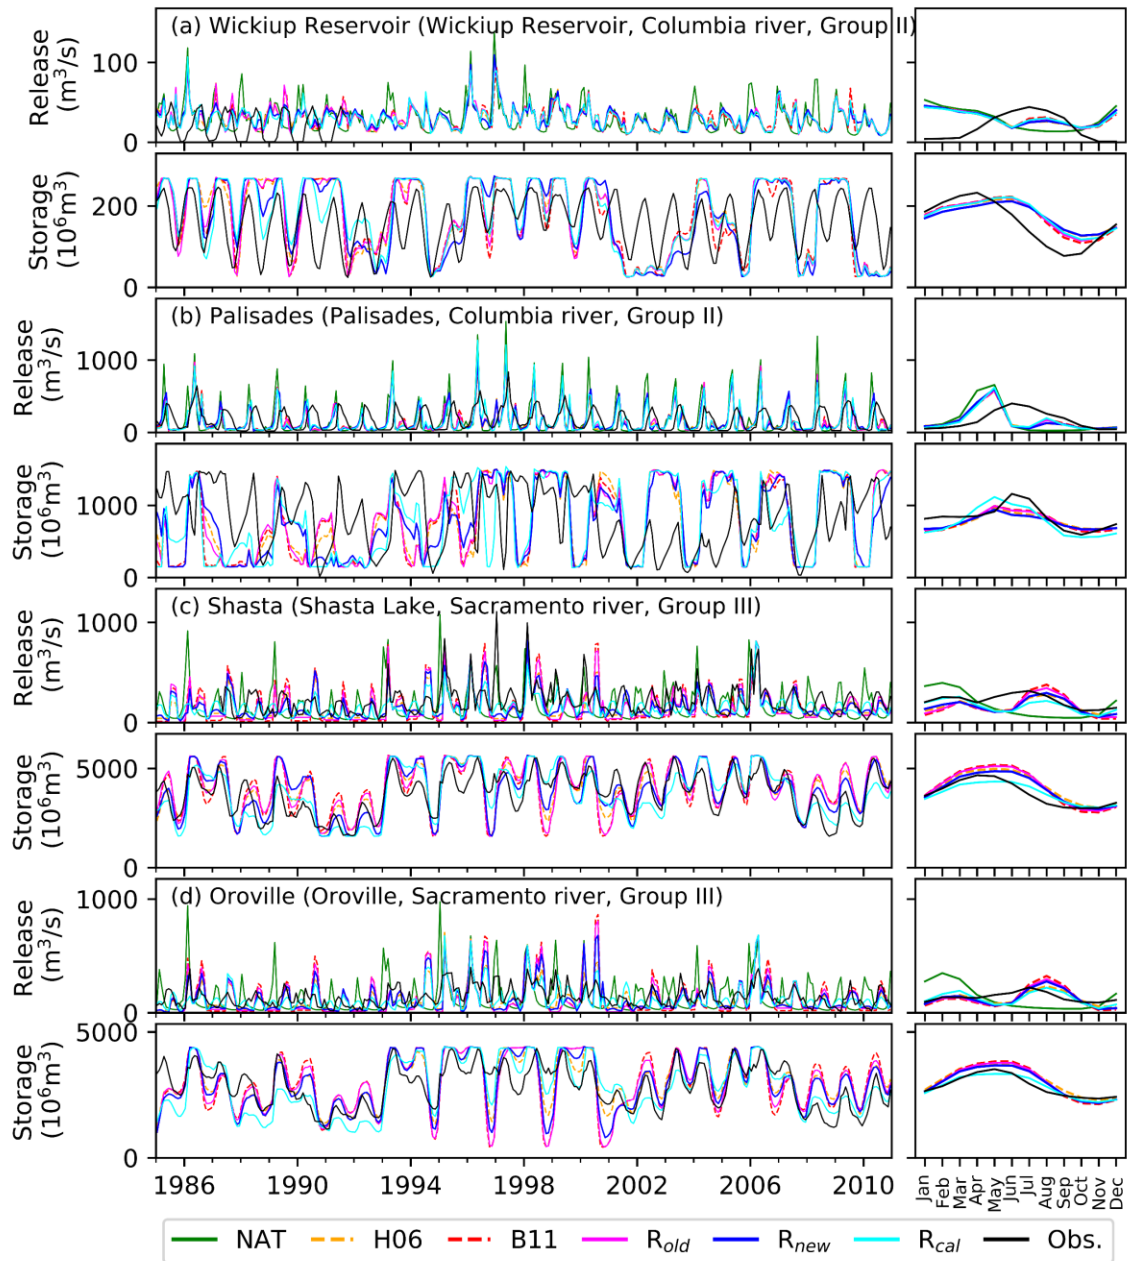 (a) Wickiup Reservoir (Wickiup Reservoir, Columbia river, Group II)
Release
(m³/s)
100
0
Storage
(10⁶m³)
200
0
(b) Palisades (Palisades, Columbia river, Group II)
Release
(m³/s)
1000
0
Storage
(10⁶m³)
1000
0
(c) Shasta (Shasta Lake, Sacramento river, Group III)
Release
(m³/s)
1000
0
Storage
(10⁶m³)
5000
0
(d) Oroville (Oroville, Sacramento river, Group III)
Release
(m³/s)
1000
0
Storage
(10⁶m³)
5000
0
1986 1990 1994 1998 2002 2006 2010
Jan Feb Mar Apr May Jun Jul Aug Sep Oct Nov Dec
NAT H06 B11 R_old R_new R_cal Obs.